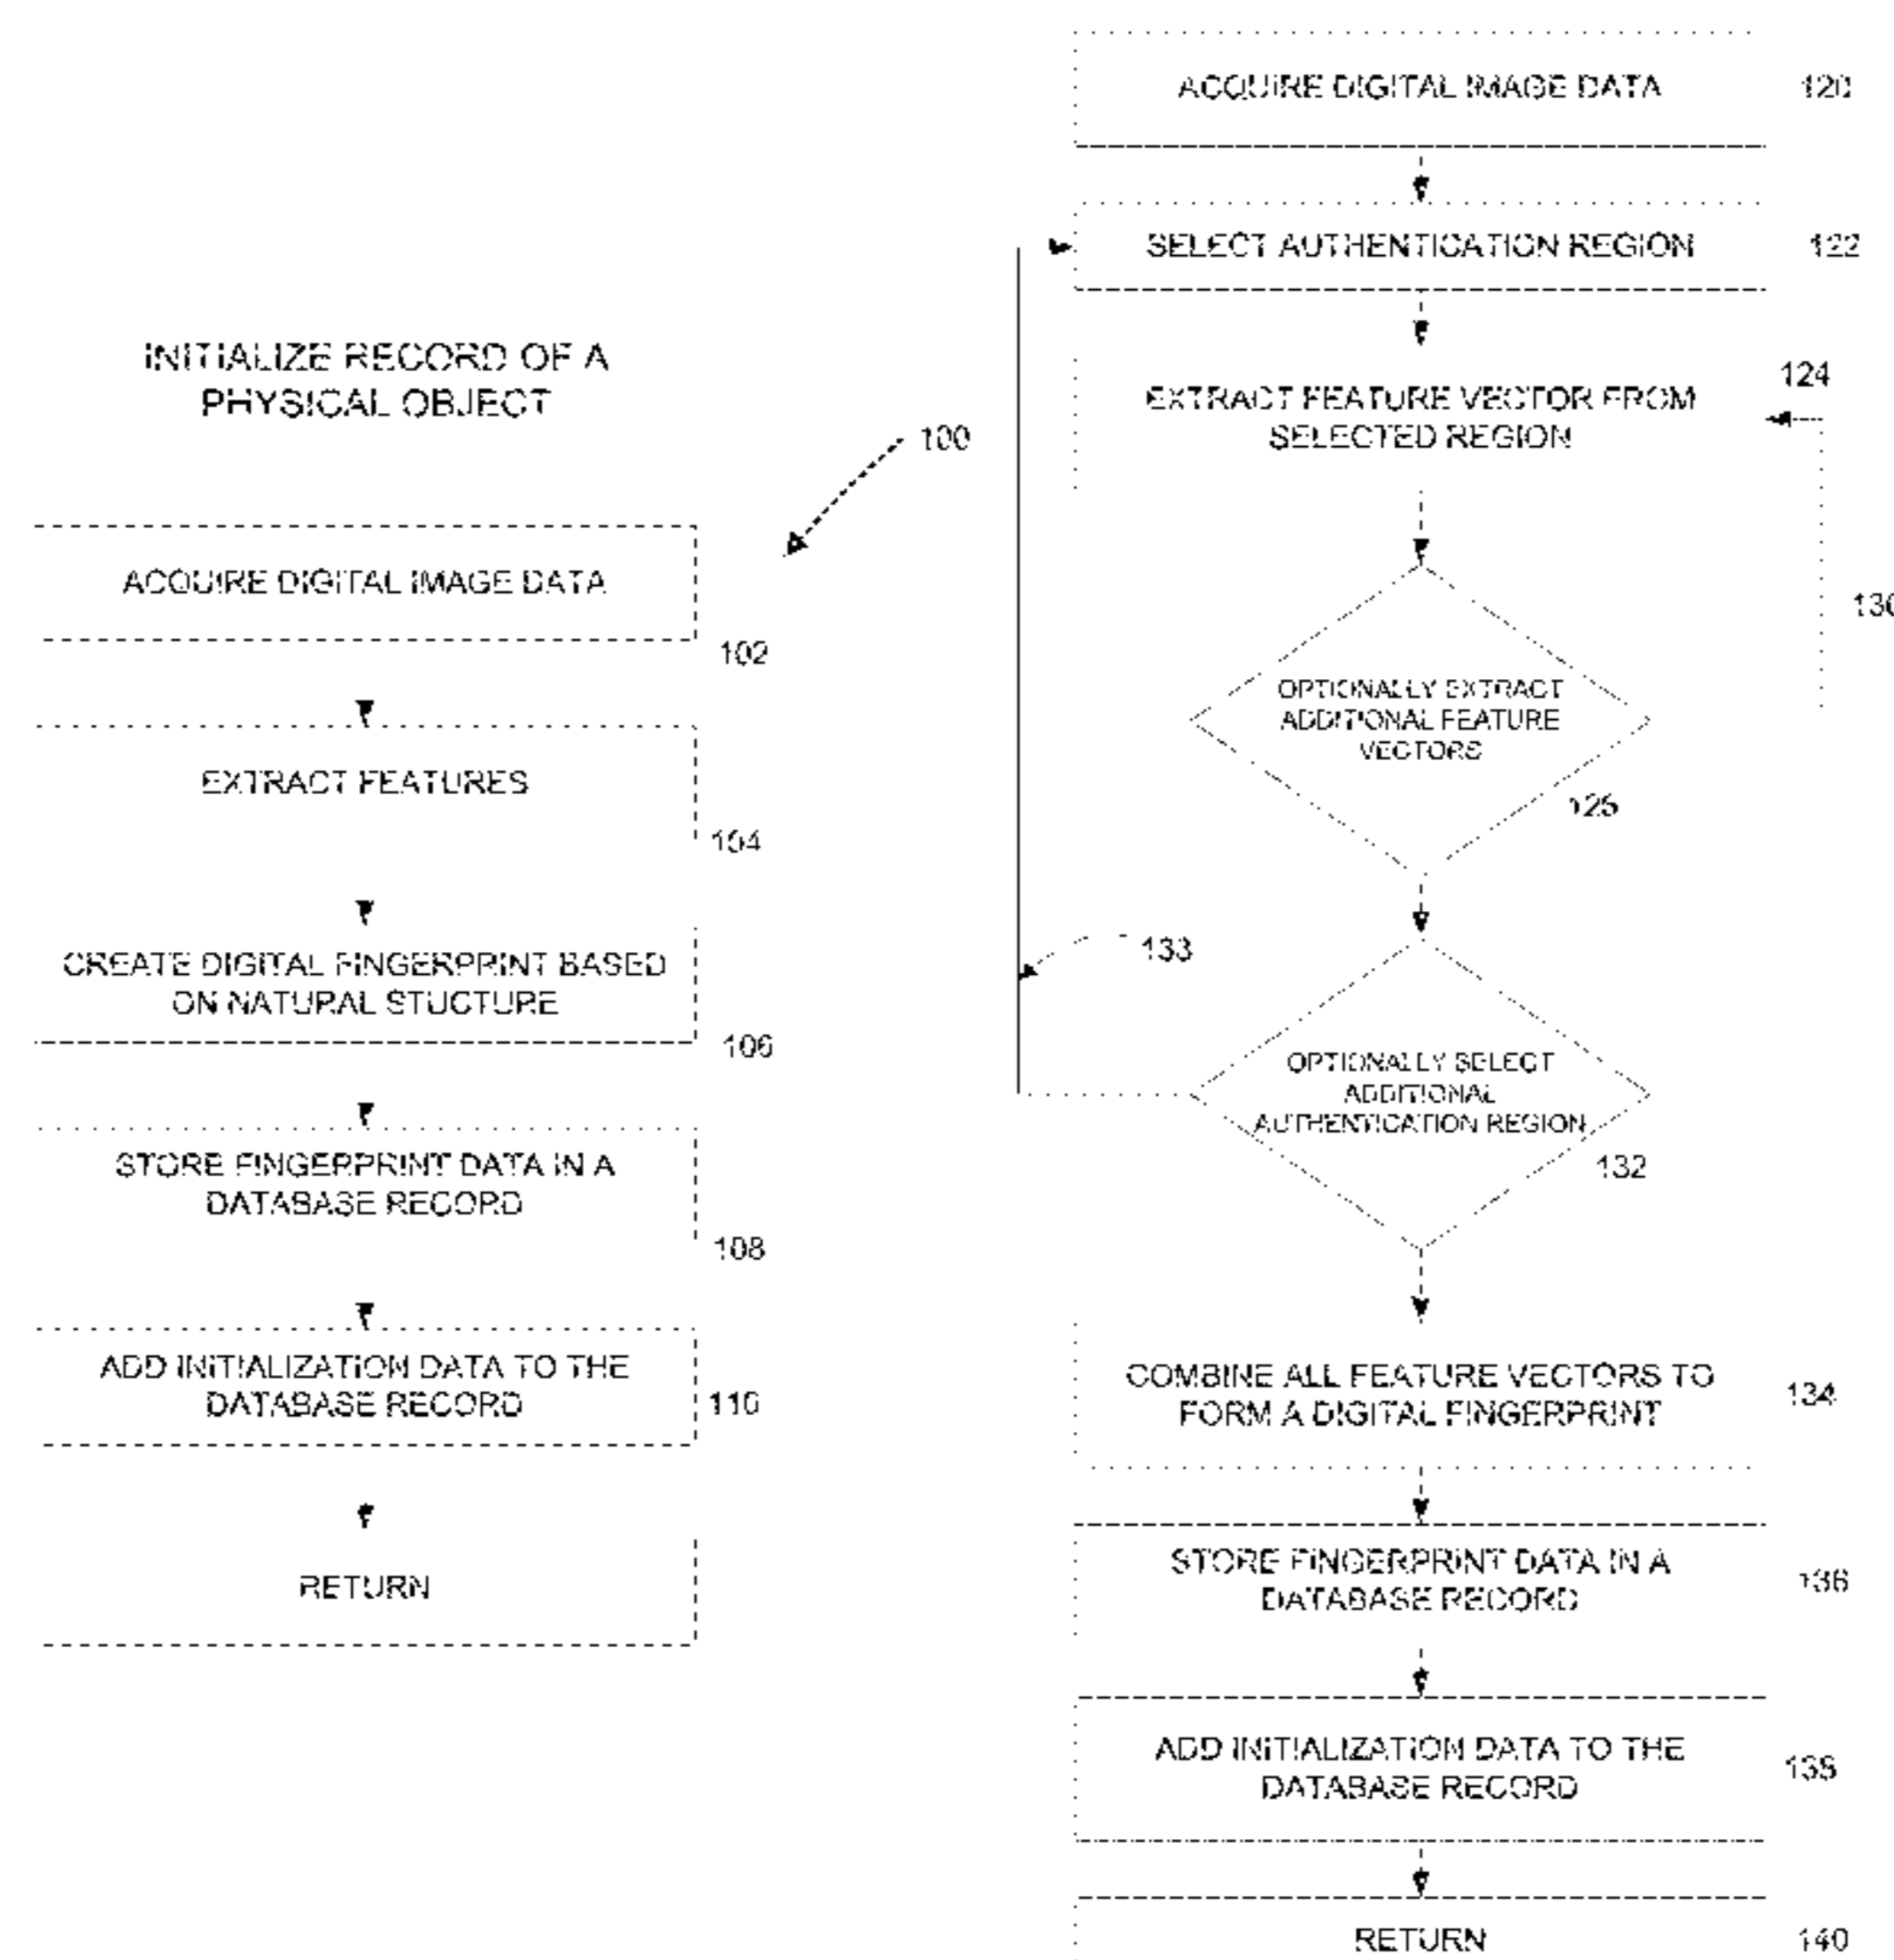 INITIALIZE RECORD OF A
PHYSICAL OBJECT
100
ACQUIRE DIGITAL IMAGE DATA
102
EXTRACT FEATURES
104
CREATE DIGITAL FINGERPRINT BASED
ON NATURAL STUCTURE
106
STORE FINGERPRINT DATA IN A
DATABASE RECORD
108
ADD INITIALIZATION DATA TO THE
DATABASE RECORD
110
RETURN
ACQUIRE DIGITAL IMAGE DATA
120
SELECT AUTHENTICATION REGION
122
EXTRACT FEATURE VECTOR FROM
SELECTED REGION
124
130
OPTIONALLY EXTRACT
ADDITIONAL FEATURE
VECTORS
133
OPTIONALLY SELECT
ADDITIONAL
AUTHENTICATION REGION
132
COMBINE ALL FEATURE VECTORS TO
FORM A DIGITAL FINGERPRINT
134
STORE FINGERPRINT DATA IN A
DATABASE RECORD
136
ADD INITIALIZATION DATA TO THE
DATABASE RECORD
138
RETURN
140